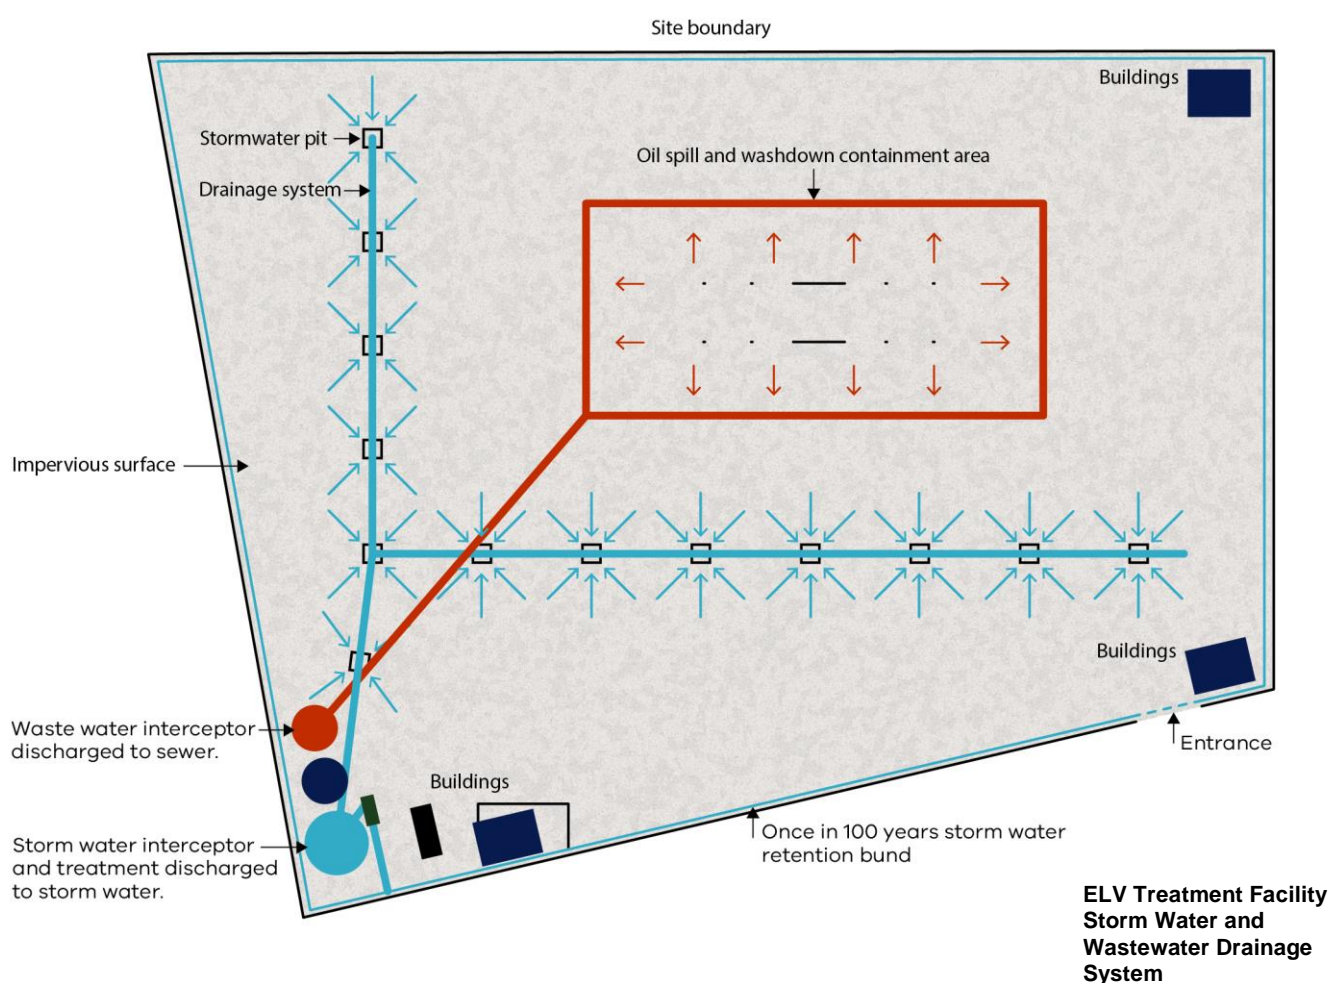 Site boundary
Buildings
Stormwater pit
Oil spill and washdown containment area
Drainage system
Impervious surface
Buildings
Waste water interceptor
discharged to sewer.
Entrance
Buildings
Once in 100 years storm water
retention bund
Storm water interceptor
and treatment discharged
to storm water.
ELV Treatment Facility
Storm Water and
Wastewater Drainage
System